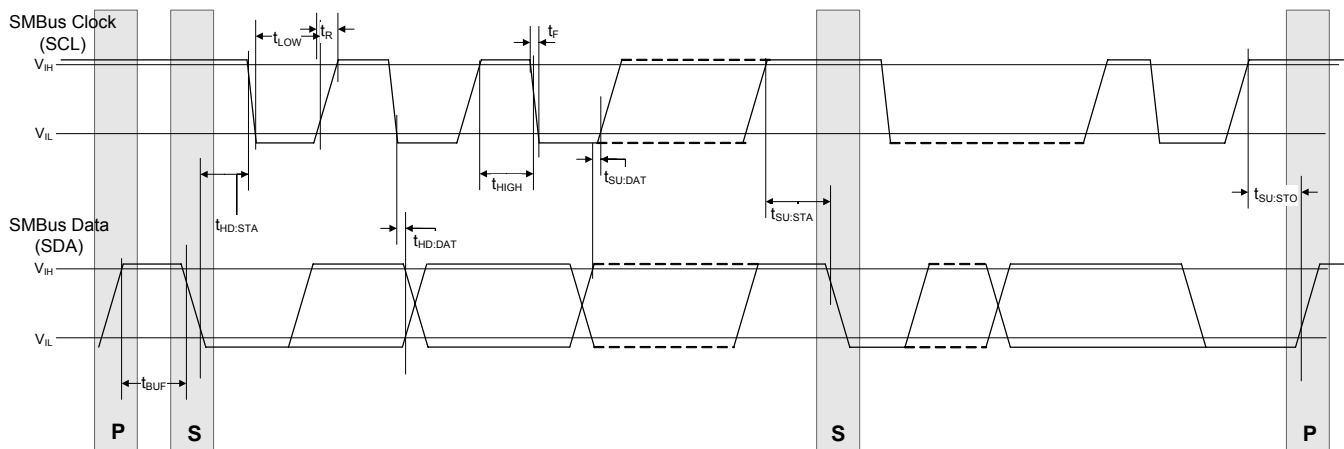 SMBus Clock
(SCL)
tLOW
tR
tF
VIH
VIL
tHIGH
tSU:DAT
tSU:STA
tSU:STO
tHD:STA
tHD:DAT
SMBus Data
(SDA)
VIH
VIL
tBUF
P
S
S
P